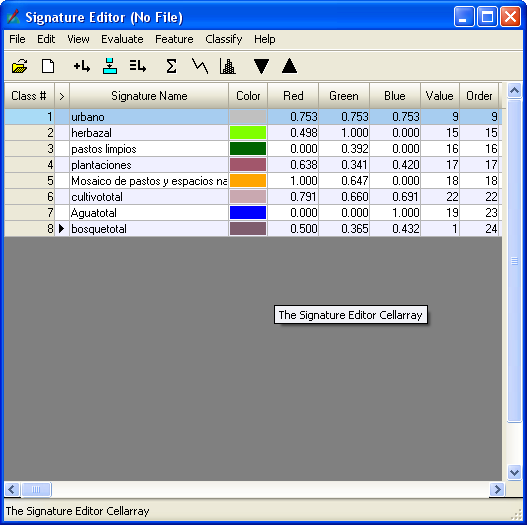 Signature Editor (No File)
File Edit View Evaluate Feature Classify Help
Class # > Signature Name Color Red Green Blue Value Order
1 urbano 0.753 0.753 0.753 9 9
2 herbazal 0.498 1.000 0.000 15 15
3 pastos limpios 0.000 0.392 0.000 16 16
4 plantaciones 0.638 0.341 0.420 17 17
5 Mosaico de pastos y espacios na 1.000 0.647 0.000 18 18
6 cultivototal 0.791 0.660 0.691 22 22
7 Aguatotal 0.000 0.000 1.000 19 23
8 bosquetotal 0.500 0.365 0.432 1 24
The Signature Editor Cellarray
The Signature Editor Cellarray